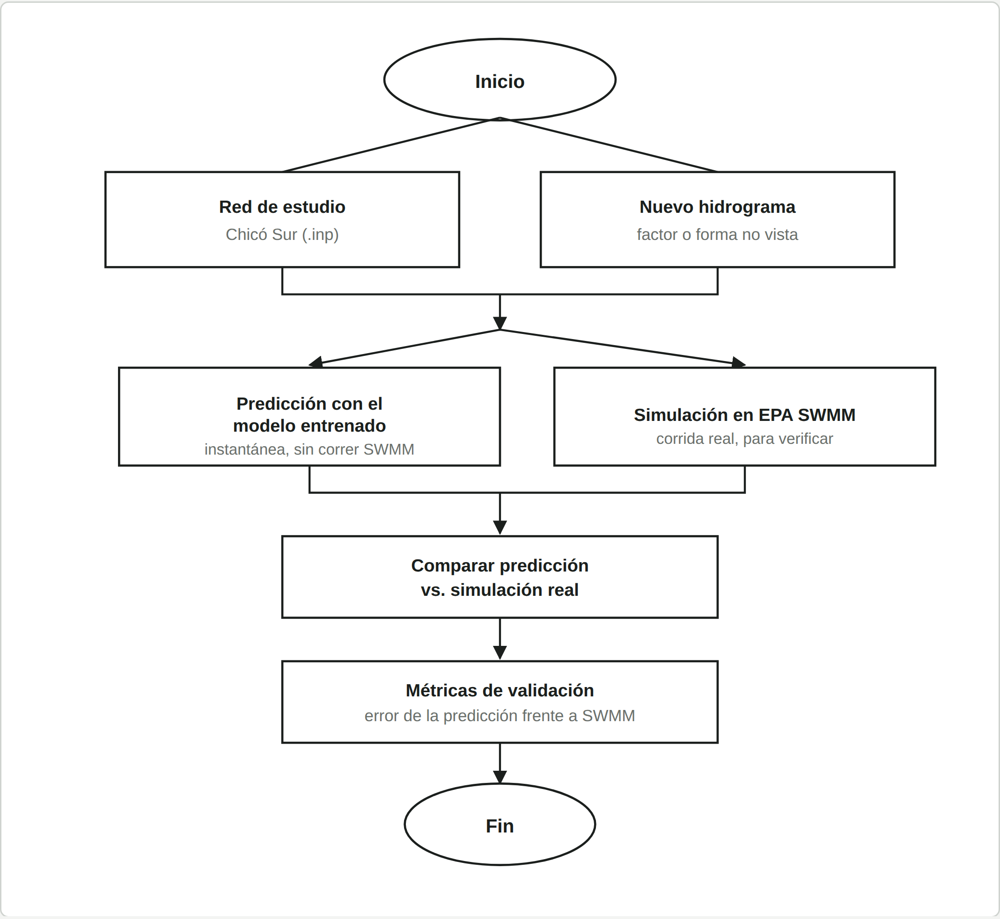 Inicio
Red de estudio
Chicó Sur (.inp)
Nuevo hidrograma
factor o forma no vista
Predicción con el
modelo entrenado
instantánea, sin correr SWMM
Simulación en EPA SWMM
corrida real, para verificar
Comparar predicción
vs. simulación real
Métricas de validación
error de la predicción frente a SWMM
Fin